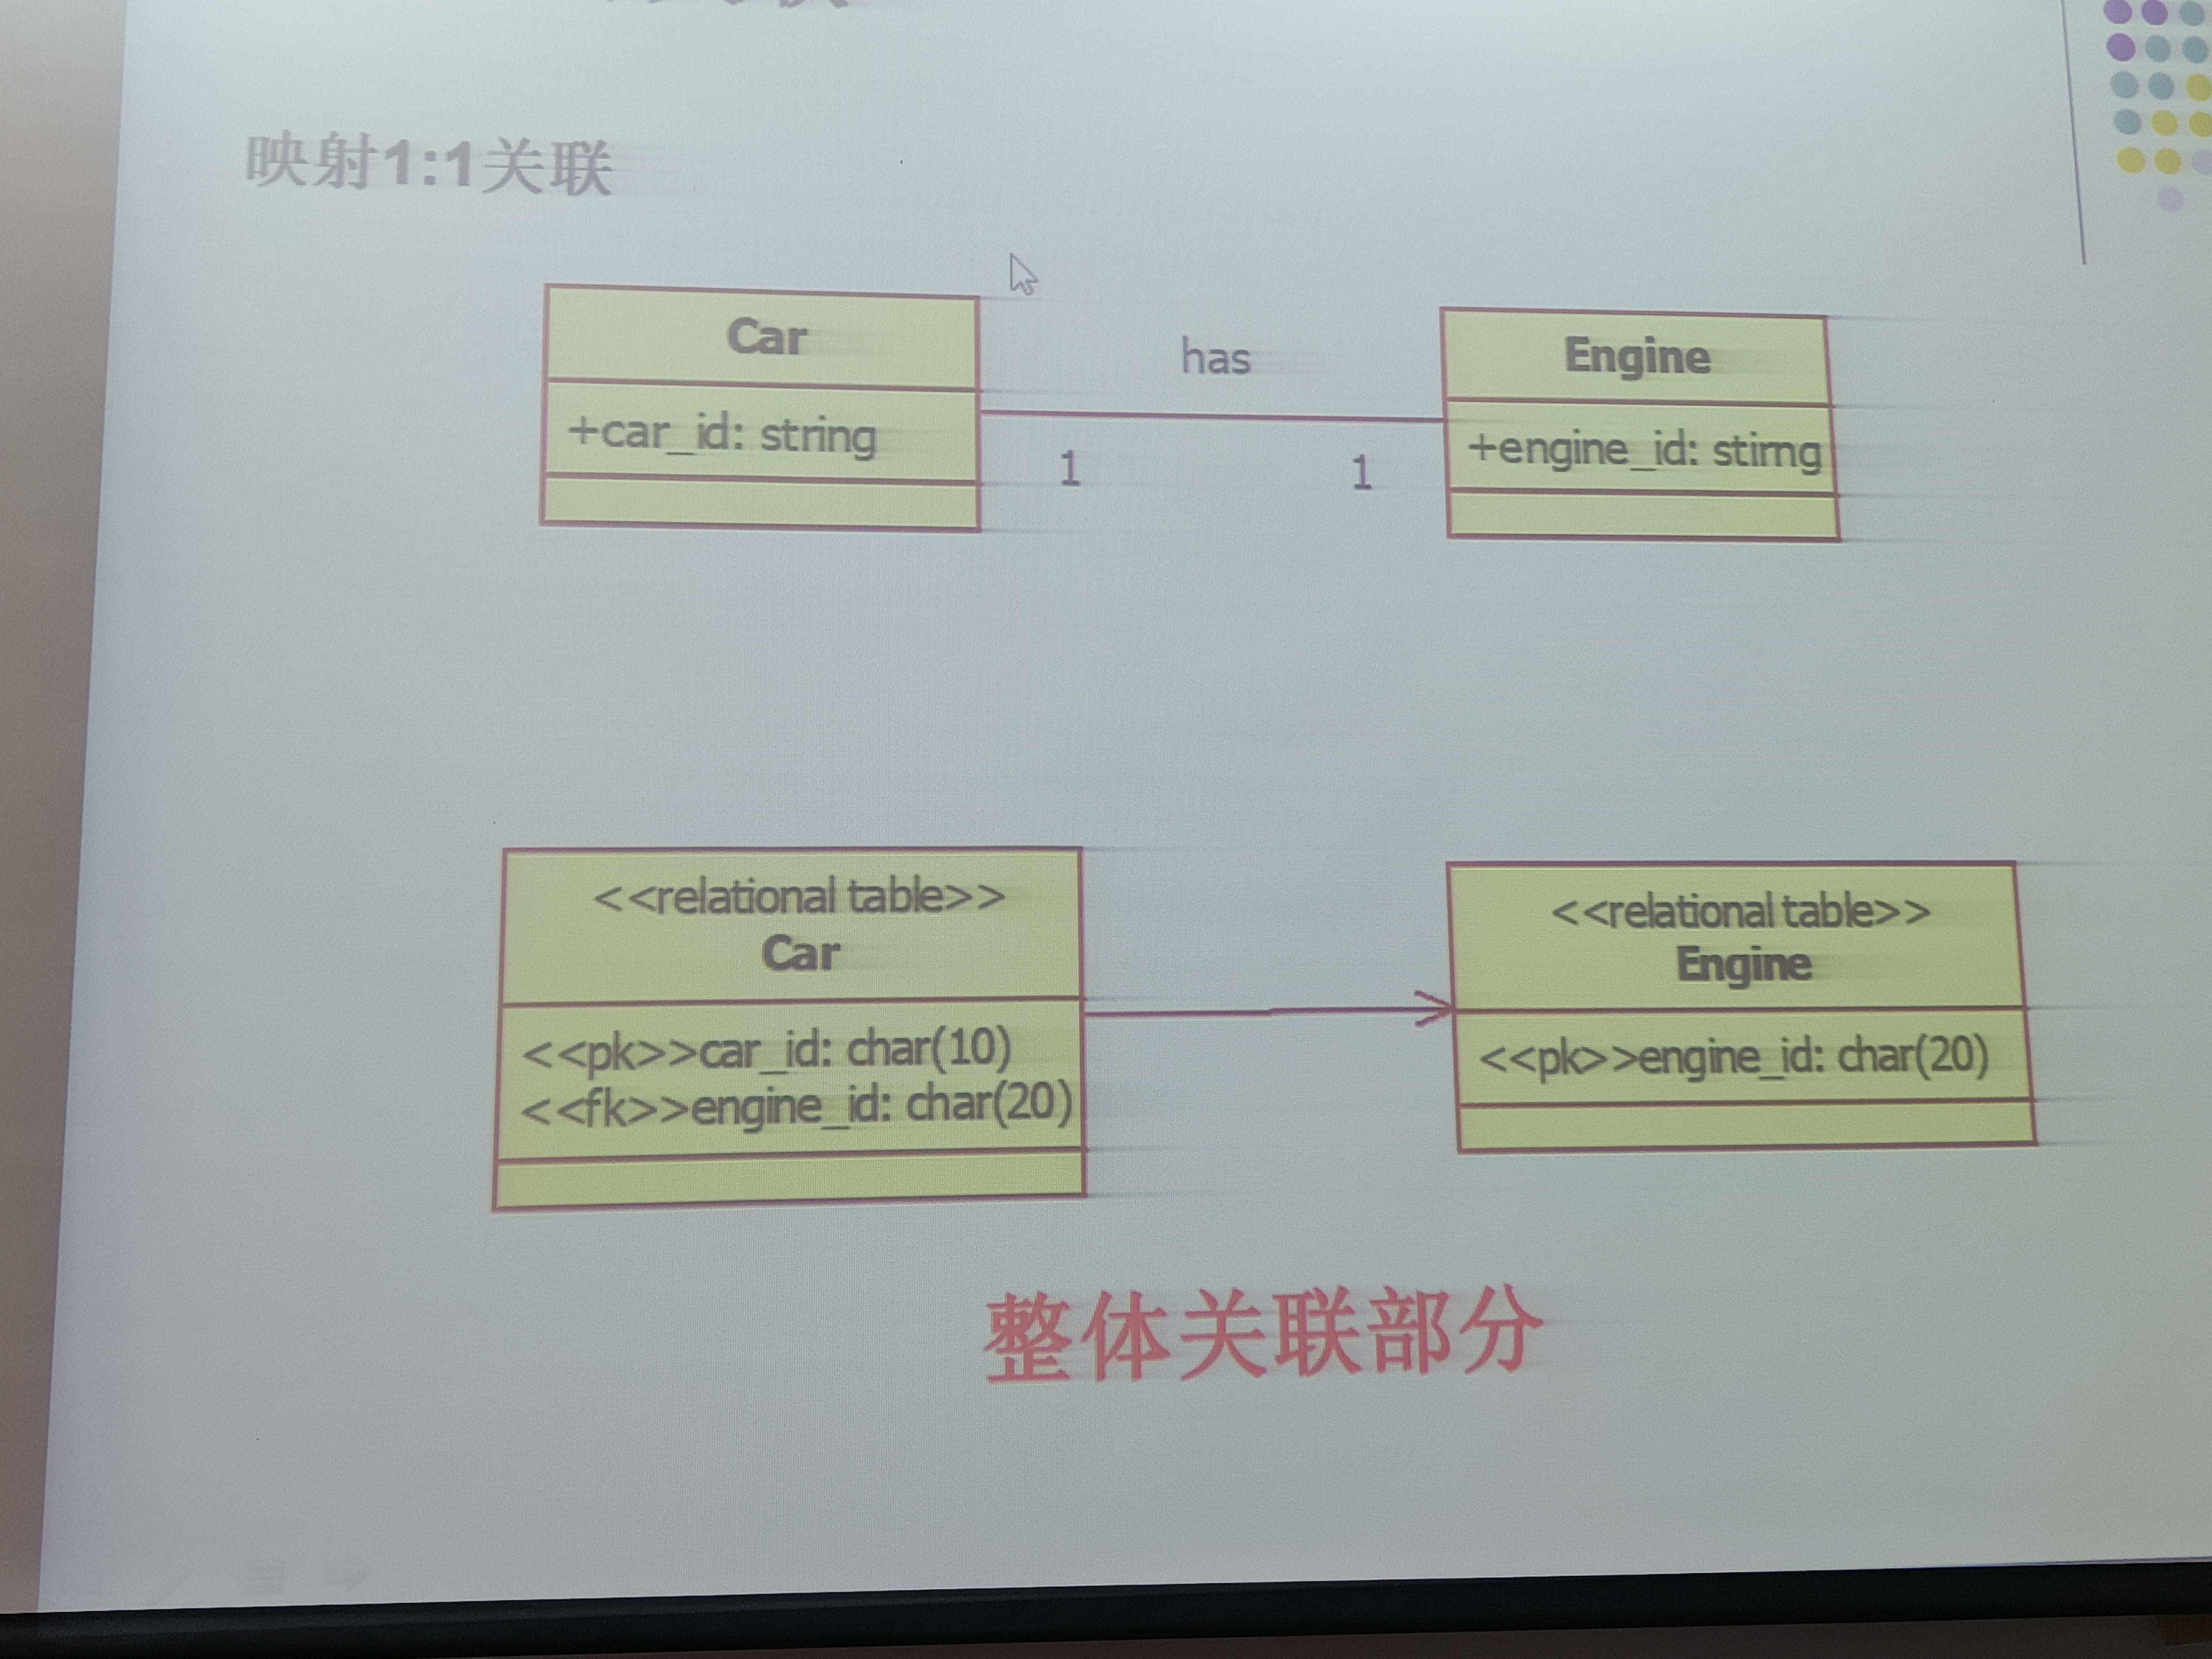 映射1:1关联
Car
has
Engine
+car_id: string
+engine_id: stirng
1
1
<<relational table>>
Car
<<relational table>>
Engine
<<pk>>car_id: char(10)
<<fk>>engine_id: char(20)
<<pk>>engine_id: char(20)
整体关联部分